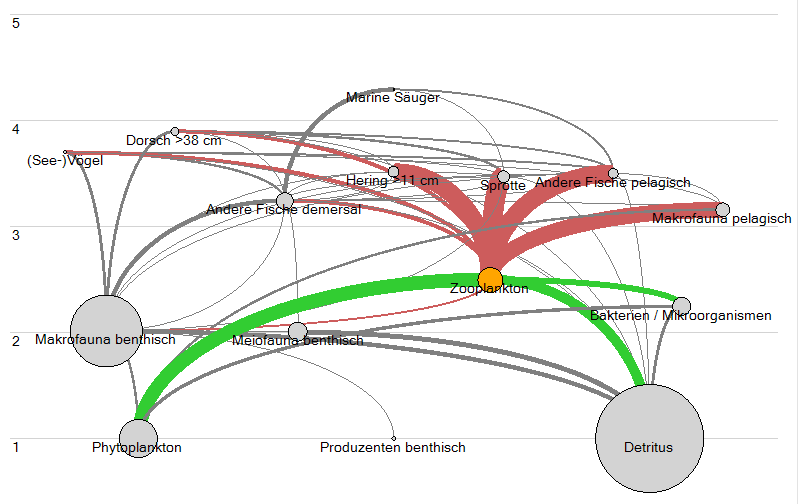 5
Marine Säuger
4
Dorsch >38 cm
(See-)Vögel
Hering >11 cm
Sprotte
Andere Fische pelagisch
Andere Fische demersal
Makrofauna pelagisch
3
Zooplankton
Bakterien / Mikroorganismen
2
Makrofauna benthisch
Meiofauna benthisch
1
Phytoplankton
Produzenten benthisch
Detritus